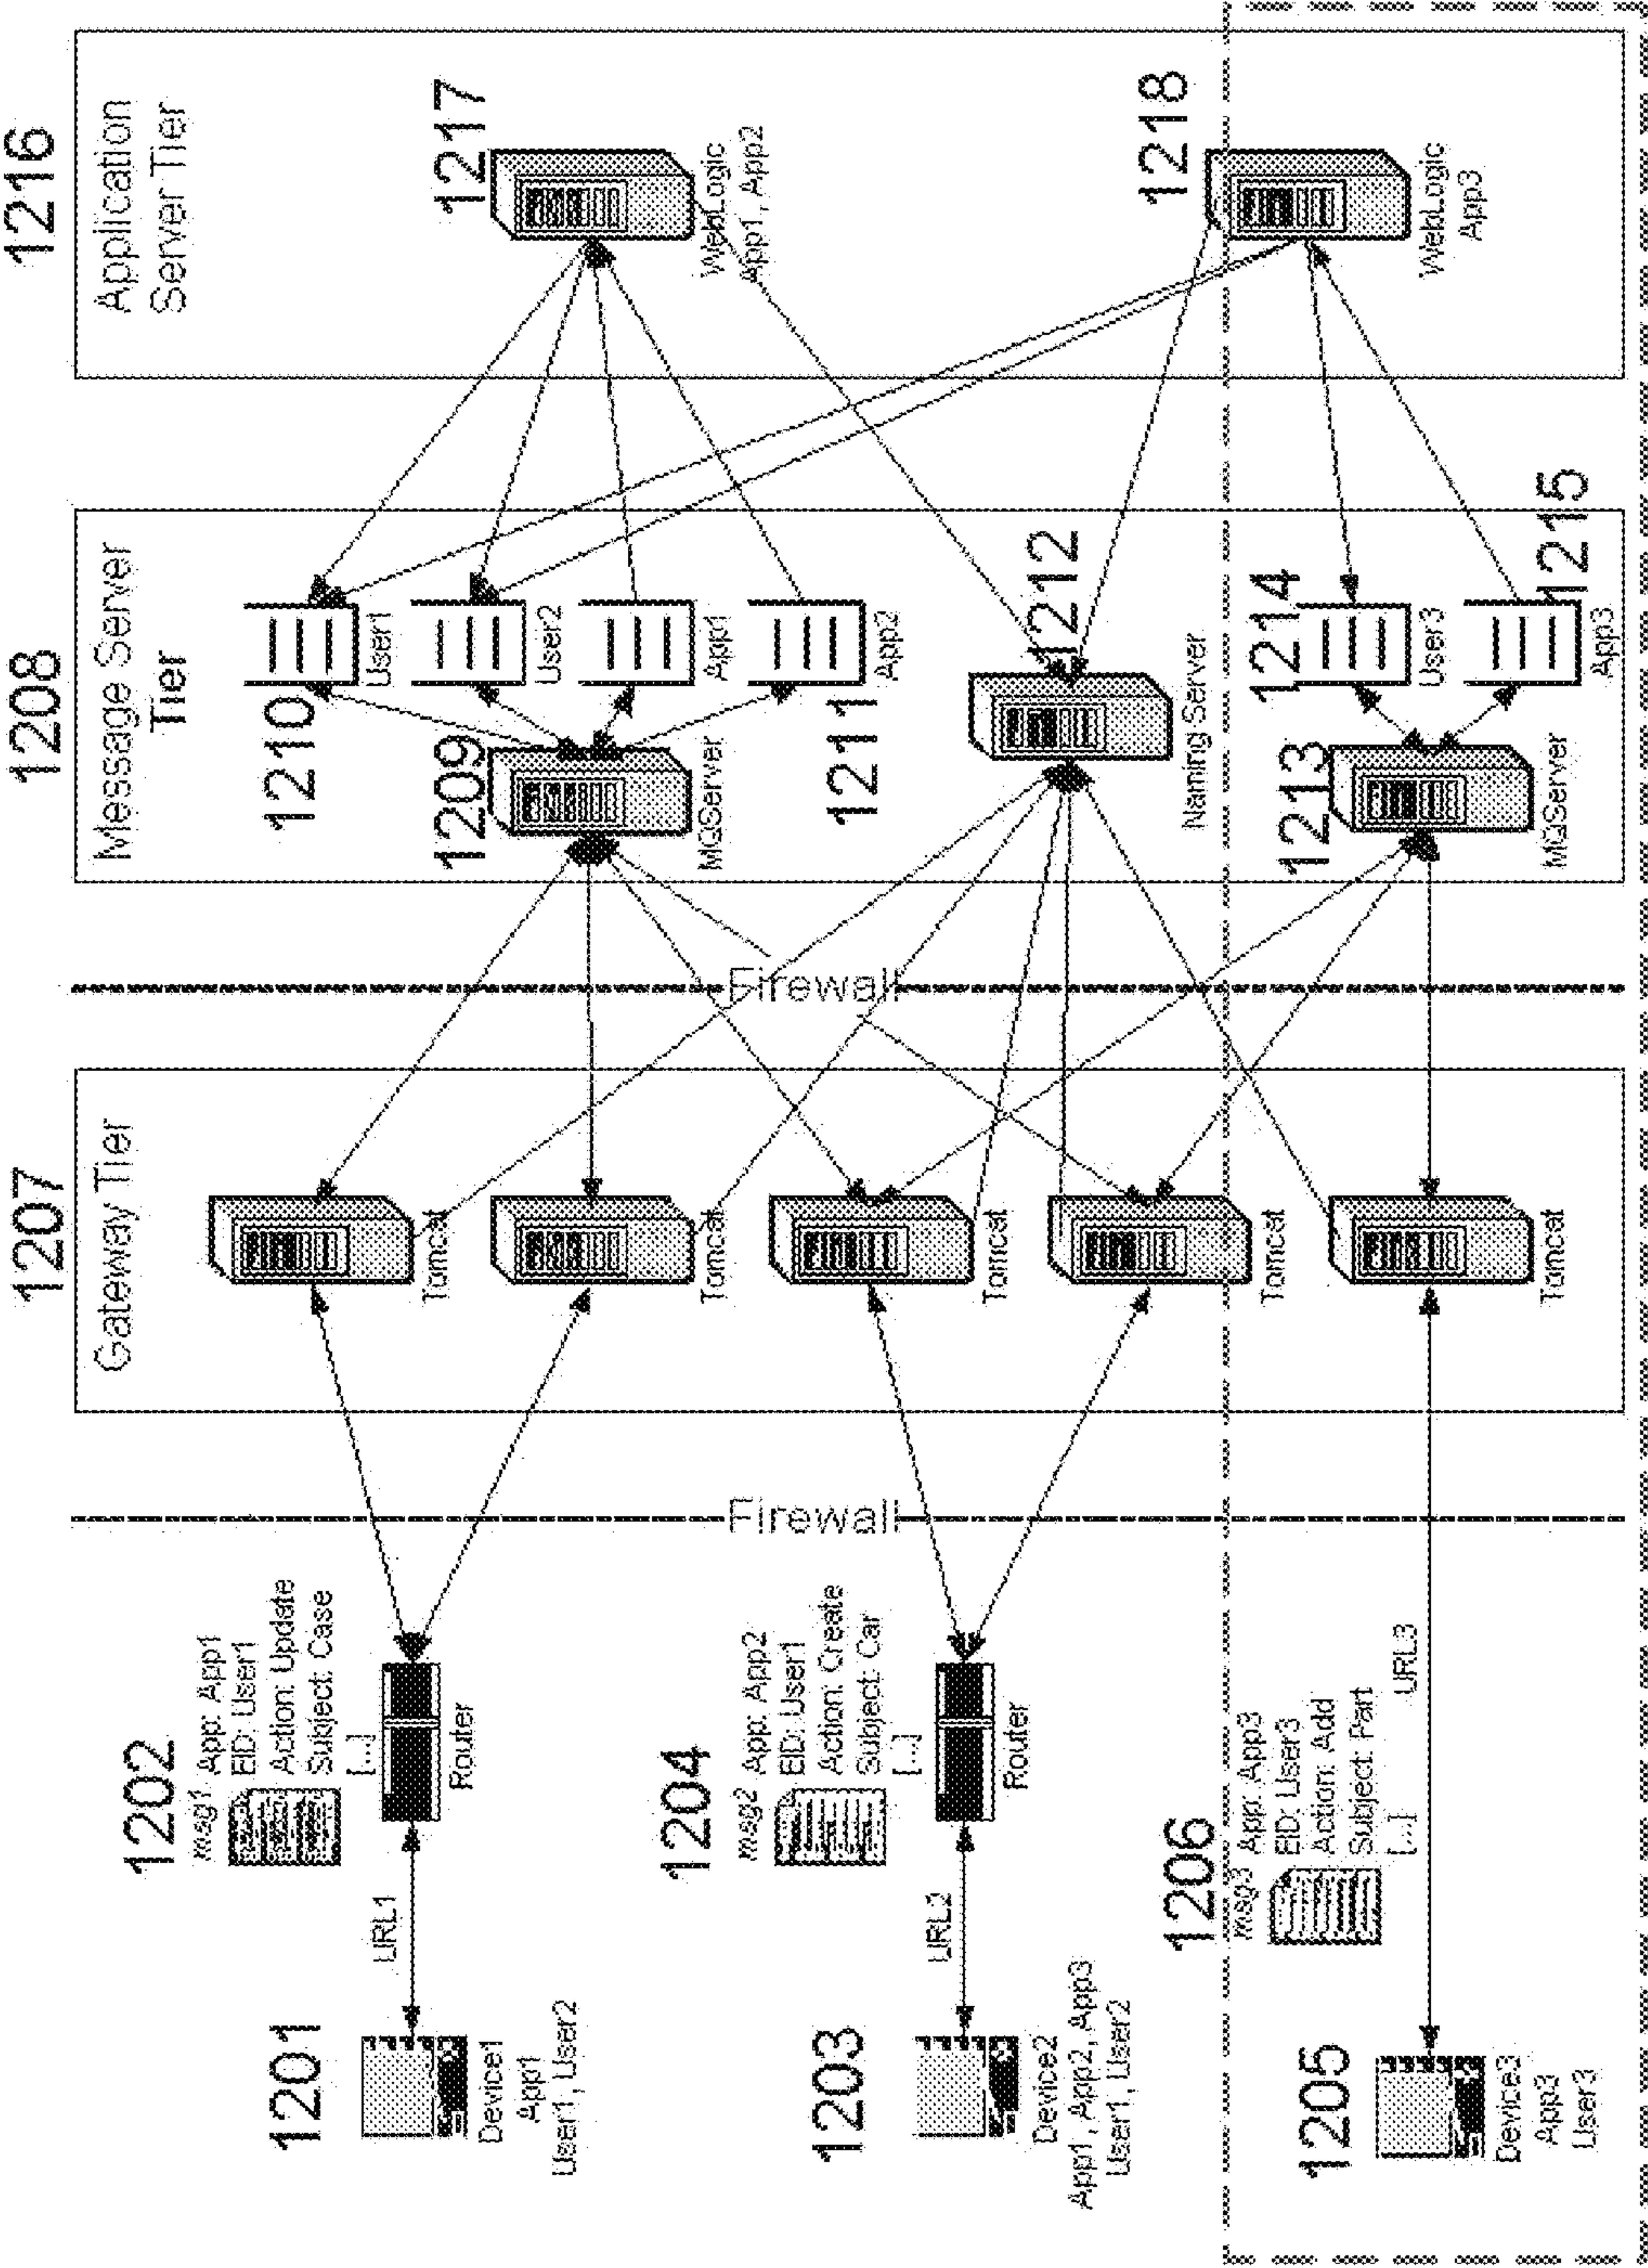 1201
Device1
App1
User1, User2
URL1
1202
msg1
App: App1
EID: User1
Action: Update
Subject: Case
[...]
Router
1203
Device2
App1, App2, App3
User1, User2
URL2
1204
msg2
App: App2
EID: User1
Action: Create
Subject: Car
[...]
Router
1205
Device3
App3
User3
1206
msg3
App: App3
EID: User3
Action: Add
Subject: Part
[...]
URL3
Firewall
1207
Gateway Tier
Tomcat
Tomcat
Tomcat
Tomcat
Tomcat
Firewall
1208
Message Server
Tier
1210
User1
User2
1209
MQServer
App1
1211
App2
1212
Naming Server
1214
User3
1213
MQServer
1215
App3
1216
Application
Server Tier
1217
WebLogic
App1, App2
1218
WebLogic
App3